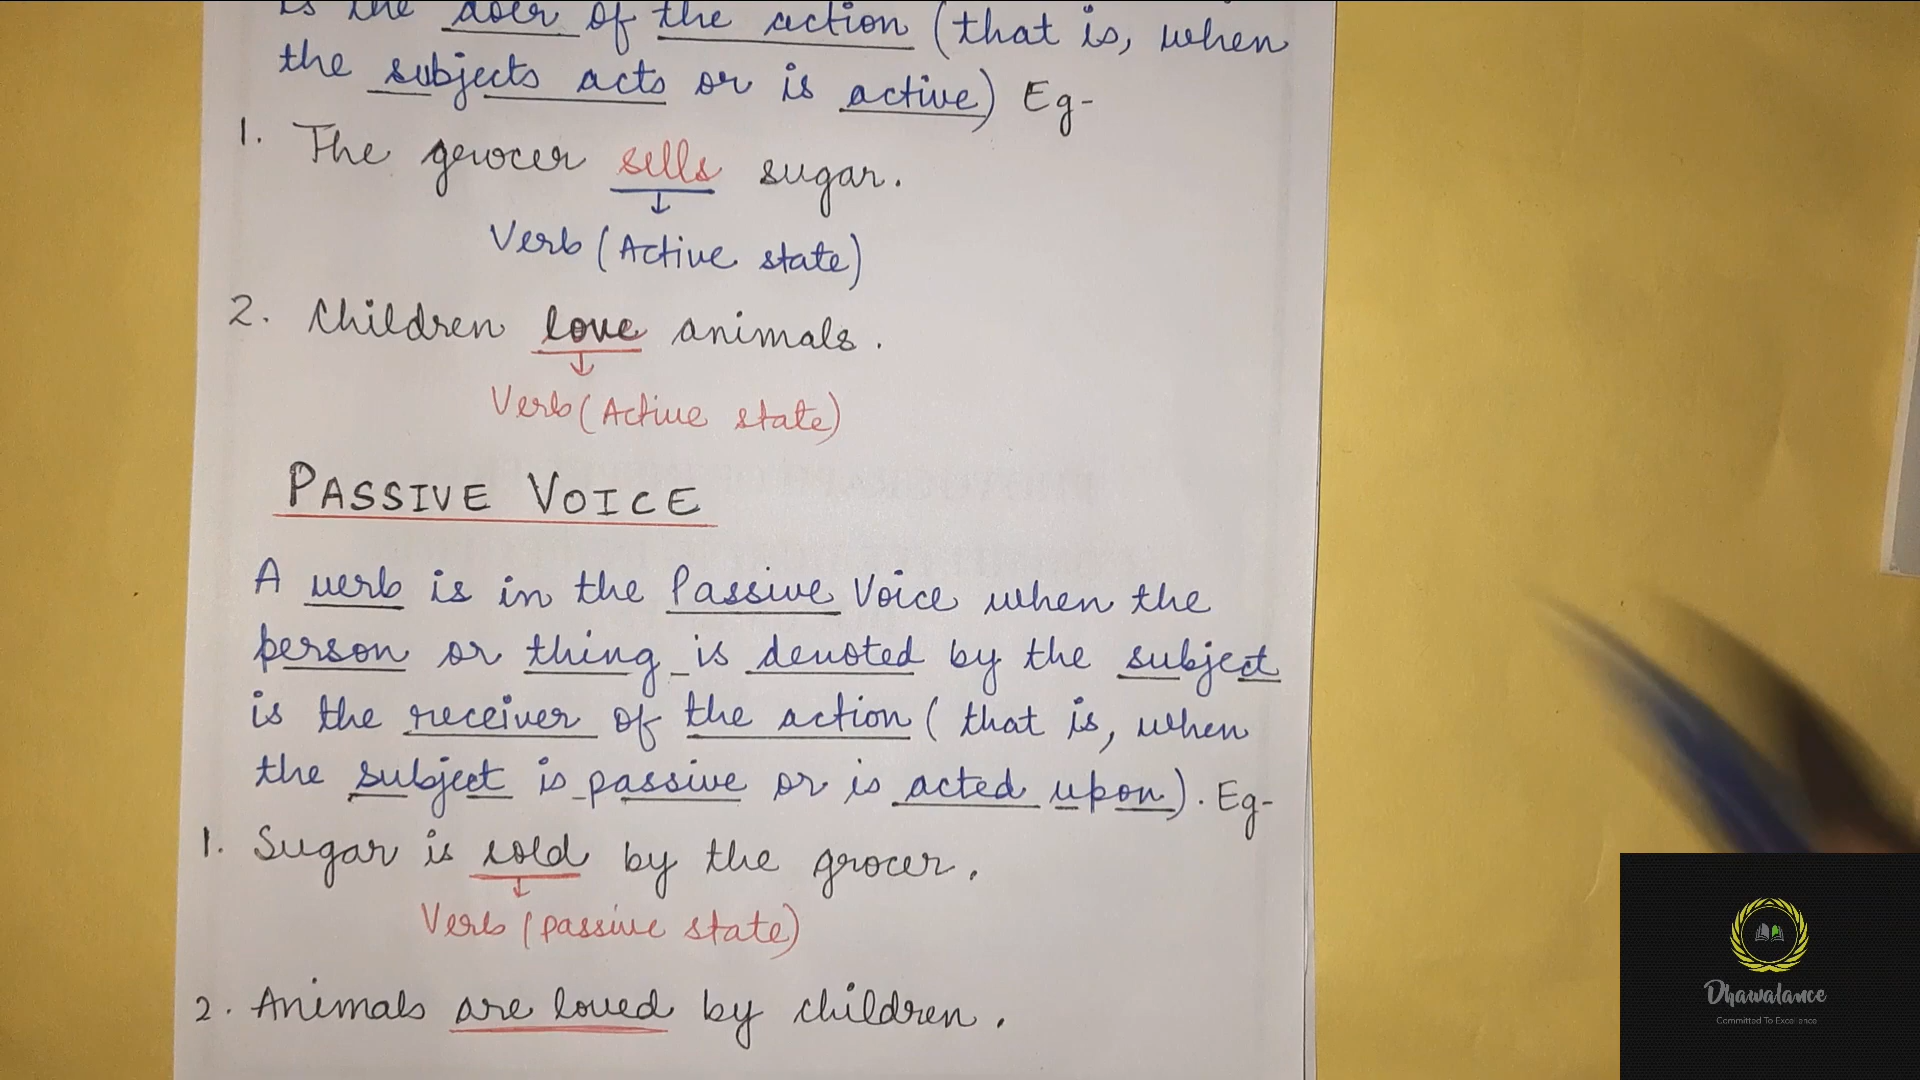 is the doer of the action (that is, when
the subjects acts or is active) Eg-
1. The grocer sells sugar.
Verb (Active state)
2. Children love animals.
Verb (Active state)
PASSIVE VOICE
A verb is in the Passive Voice when the
person or thing is denoted by the subject
is the receiver of the action ( that is, when
the subject is passive or is acted upon). Eg-
1. Sugar is sold by the grocer.
Verb (passive state)
2. Animals are loved by children.
Dhawalance
Committed To Excellence